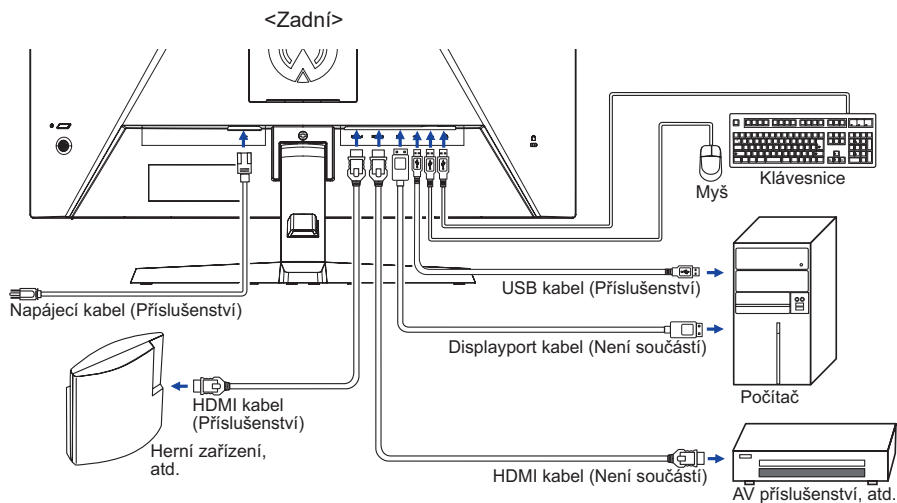 <Zadní>
Klávesnice
Myš
USB kabel (Příslušenství)
Napájecí kabel (Příslušenství)
Displayport kabel (Není součástí)
Počítač
HDMI kabel
(Příslušenství)
Herní zařízení,
atd.
HDMI kabel (Není součástí)
AV příslušenství, atd.